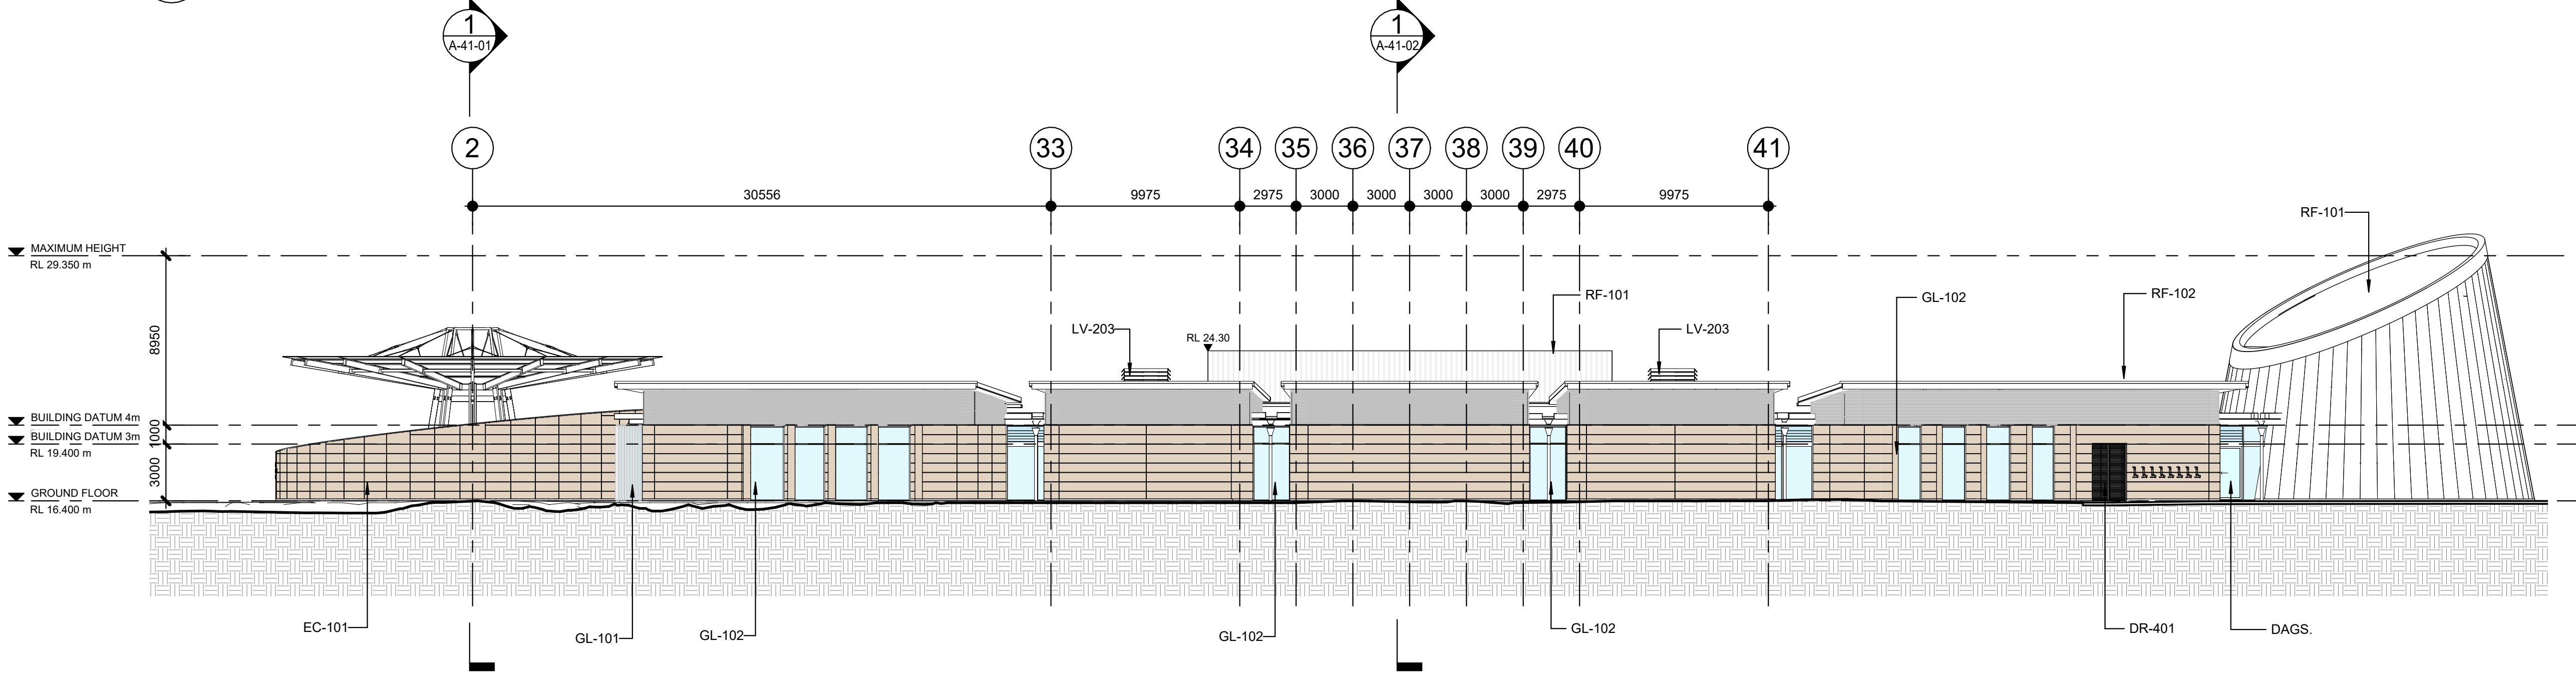 1
A-41-01
1
A-41-02
2
33
34
35
36
37
38
39
40
41
30556
9975
2975
3000
3000
3000
3000
2975
9975
RF-101
MAXIMUM HEIGHT
RL 29.350 m
RF-101
GL-102
RF-102
LV-203
RL 24.30
LV-203
8950
BUILDING DATUM 4m
1000
BUILDING DATUM 3m
RL 19.400 m
3000
GROUND FLOOR
RL 16.400 m
EC-101
GL-101
GL-102
GL-102
GL-102
DR-401
DAGS.